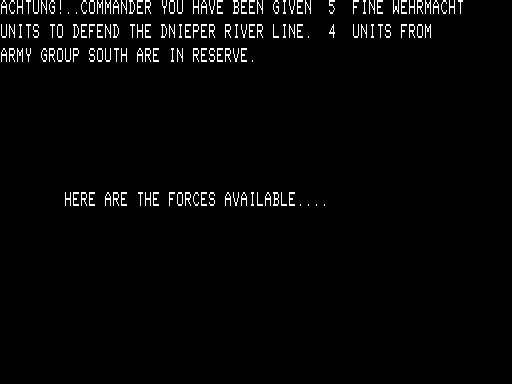 ACHTUNG!..COMMANDER YOU HAVE BEEN GIVEN  5  FINE WEHRMACHT
UNITS TO DEFEND THE DNIEPER RIVER LINE.  4  UNITS FROM
ARMY GROUP SOUTH ARE IN RESERVE.
HERE ARE THE FORCES AVAILABLE....